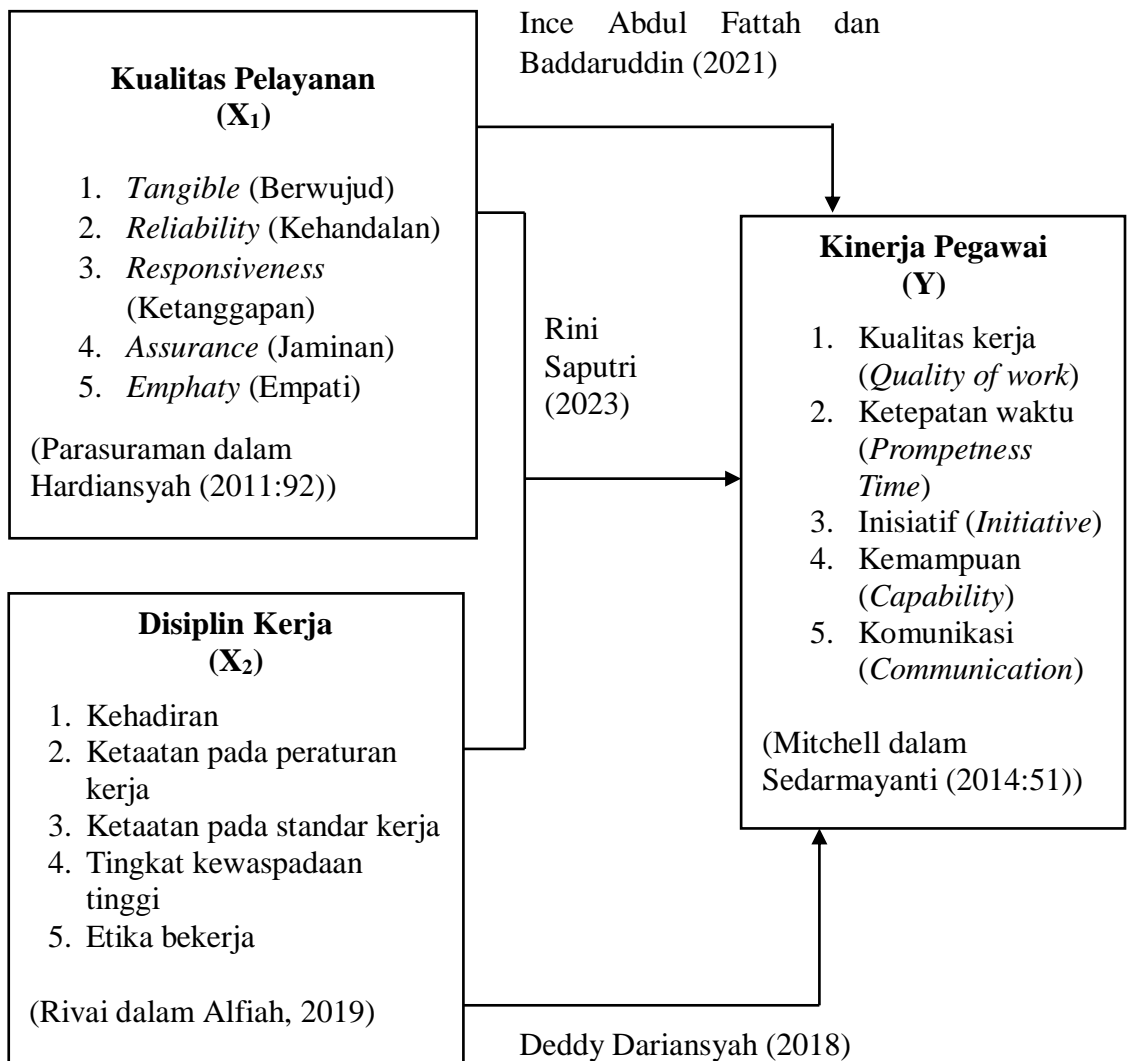 Ince Abdul Fattah dan
Baddaruddin (2021)
Kualitas Pelayanan
(X₁)
1. Tangible (Berwujud)
2. Reliability (Kehandalan)
3. Responsiveness
(Ketanggapan)
4. Assurance (Jaminan)
5. Emphaty (Empati)
(Parasuraman dalam
Hardiansyah (2011:92))
Rini
Saputri
(2023)
Kinerja Pegawai
(Y)
1. Kualitas kerja
(Quality of work)
2. Ketepatan waktu
(Prompetness
Time)
3. Inisiatif (Initiative)
4. Kemampuan
(Capability)
5. Komunikasi
(Communication)
(Mitchell dalam
Sedarmayanti (2014:51))
Disiplin Kerja
(X₂)
1. Kehadiran
2. Ketaatan pada peraturan
kerja
3. Ketaatan pada standar kerja
4. Tingkat kewaspadaan
tinggi
5. Etika bekerja
(Rivai dalam Alfiah, 2019)
Deddy Dariansyah (2018)